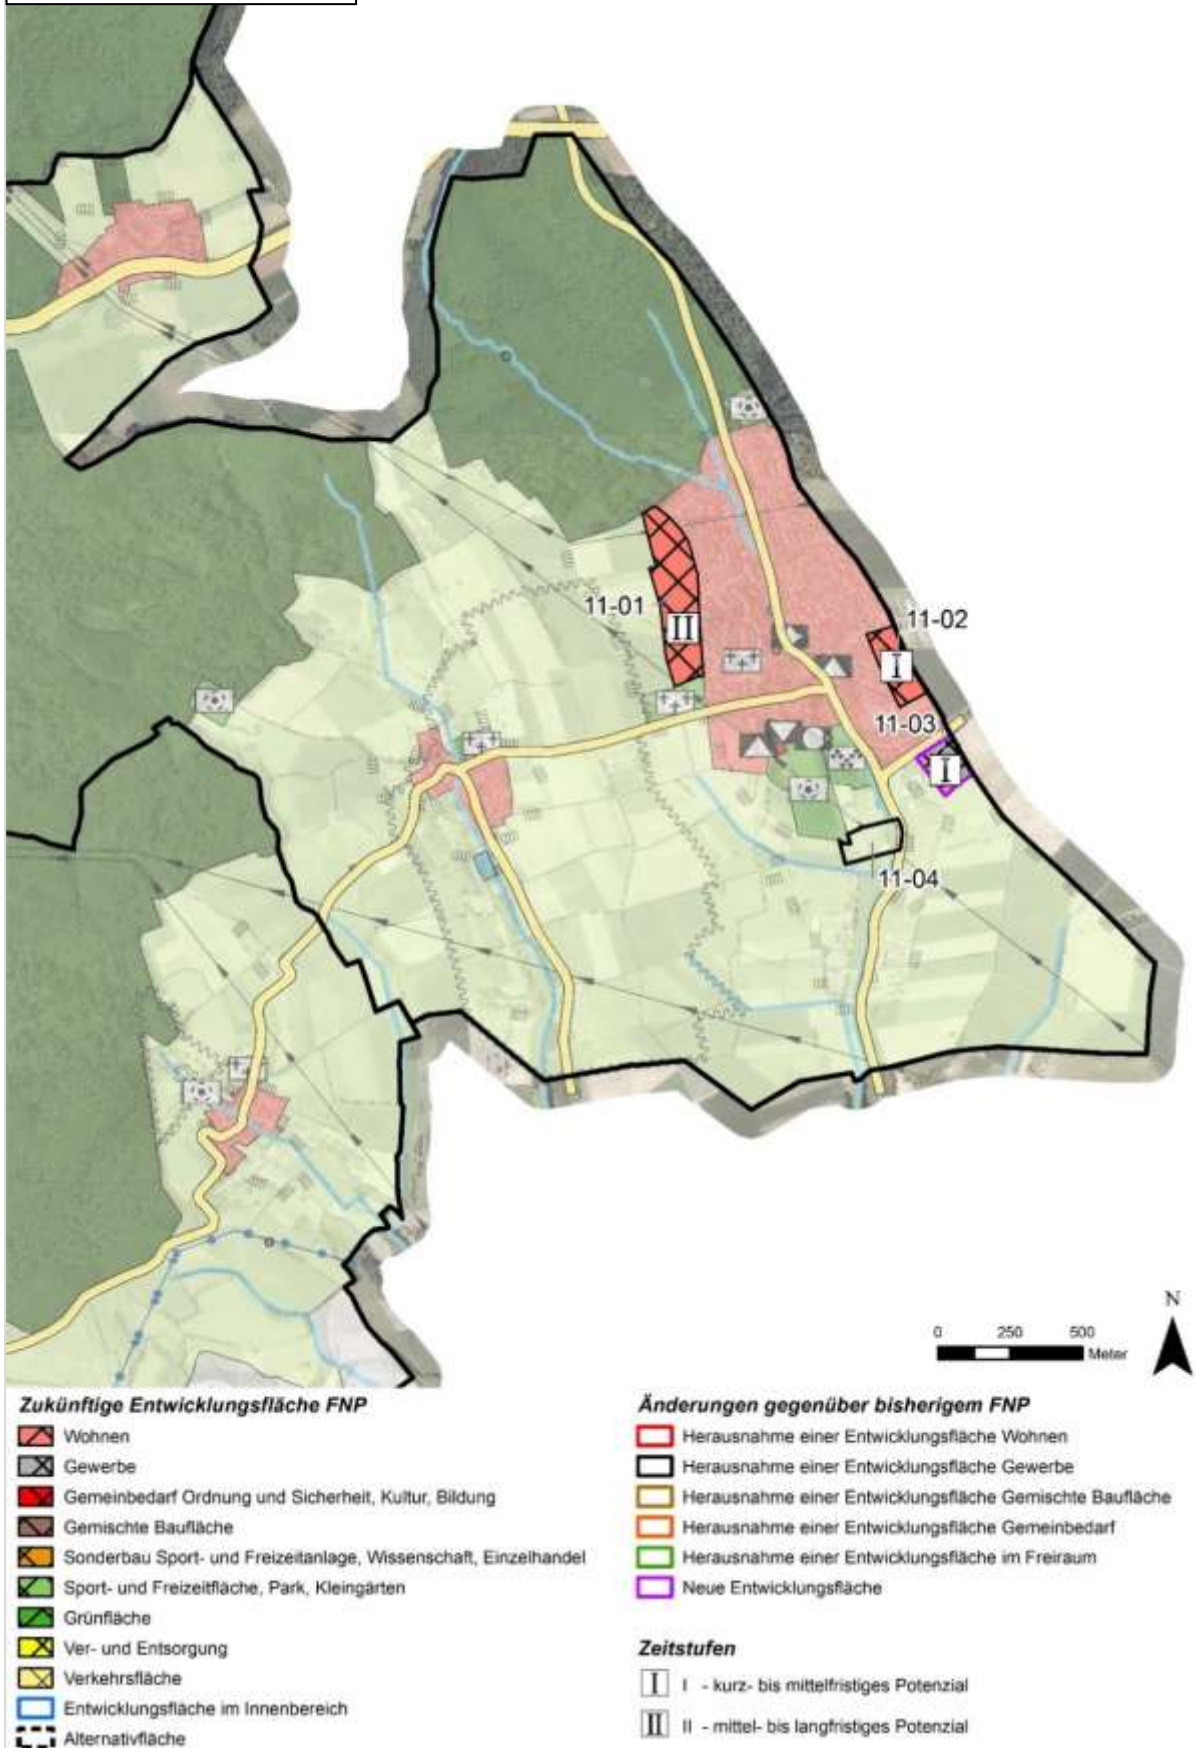 11-01
II
11-02
I
11-03
I
11-04
N
0 250 500
Meter
Zukünftige Entwicklungsfläche FNP
Wohnen
Gewerbe
Gemeinbedarf Ordnung und Sicherheit, Kultur, Bildung
Gemischte Baufläche
Sonderbau Sport- und Freizeitanlage, Wissenschaft, Einzelhandel
Sport- und Freizeitfläche, Park, Kleingärten
Grünfläche
Ver- und Entsorgung
Verkehrsfläche
Entwicklungsfläche im Innenbereich
Alternativfläche
Änderungen gegenüber bisherigem FNP
Herausnahme einer Entwicklungsfläche Wohnen
Herausnahme einer Entwicklungsfläche Gewerbe
Herausnahme einer Entwicklungsfläche Gemischte Baufläche
Herausnahme einer Entwicklungsfläche Gemeinbedarf
Herausnahme einer Entwicklungsfläche im Freiraum
Neue Entwicklungsfläche
Zeitstufen
I I - kurz- bis mittelfristiges Potenzial
II II - mittel- bis langfristiges Potenzial